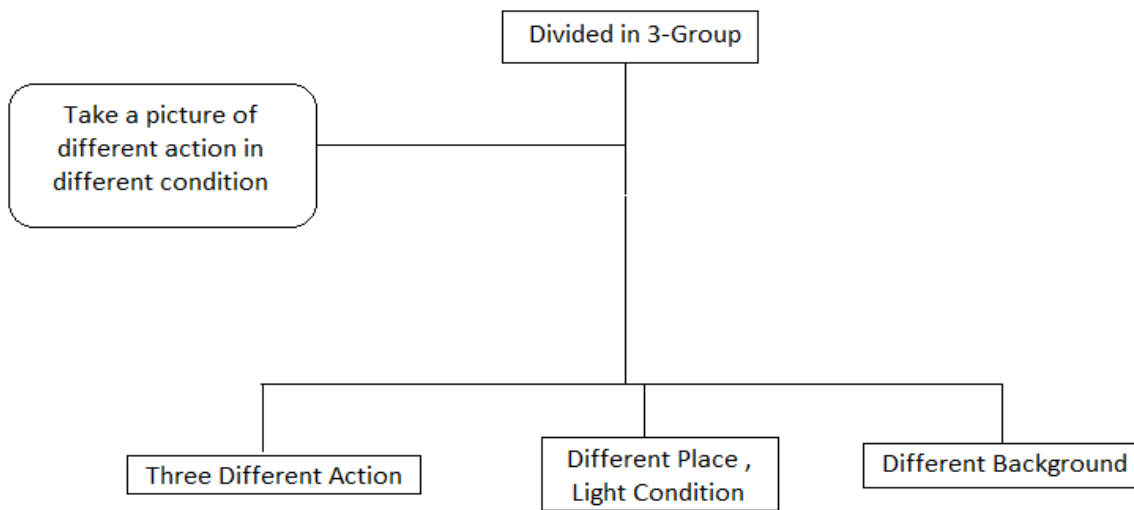 Divided in 3-Group
Take a picture of
different action in
different condition
Three Different Action
Different Place ,
Light Condition
Different Background